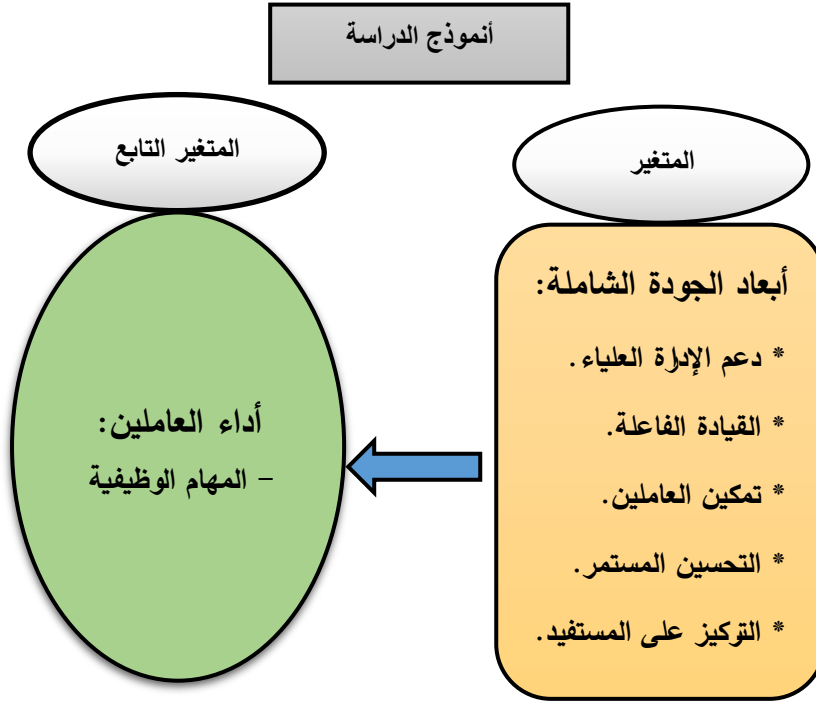 أنموذج الدراسة
المتغير
المتغير التابع
أبعاد الجودة الشاملة:
* دعم الإدارة العلياء.
* القيادة الفاعلة.
* تمكين العاملين.
* التحسين المستمر.
* التركيز على المستفيد.
أداء العاملين:
– المهام الوظيفية